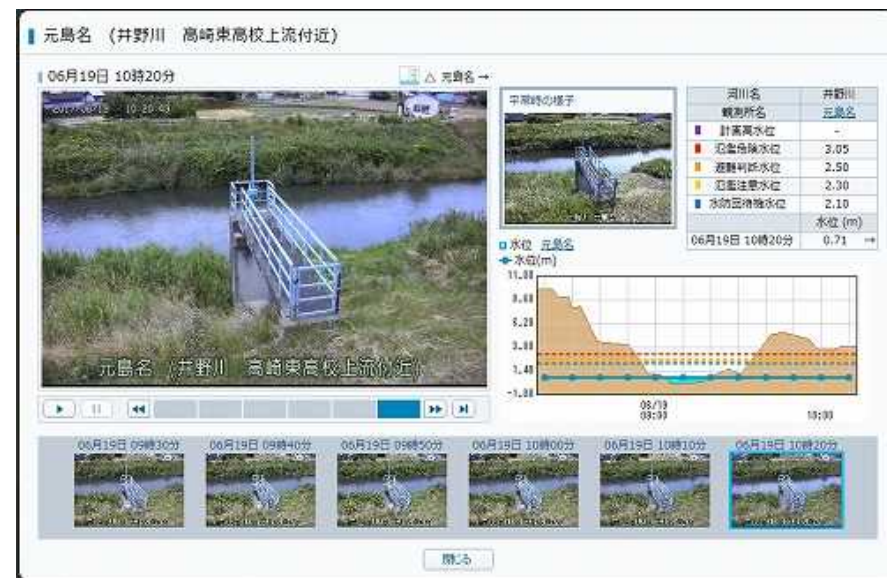 元島名 (井野川 高崎東高校上流付近)
06月19日 10時20分
△ 元島名 →
元島名 (井野川 高崎東高校上流付近)
平常時の様子
河川名 井野川
観測所名 元島名
計画高水位 -
氾濫危険水位 3.05
避難判断水位 2.50
氾濫注意水位 2.30
水防団待機水位 2.10
水位 (m)
06月19日 10時20分 0.71 →
水位 元島名
水位(m)
11.00
6.20
1.40
-1.00
06/19
09:00
10:00
06月19日 09時30分
06月19日 09時40分
06月19日 09時50分
06月19日 10時00分
06月19日 10時10分
06月19日 10時20分
閉じる